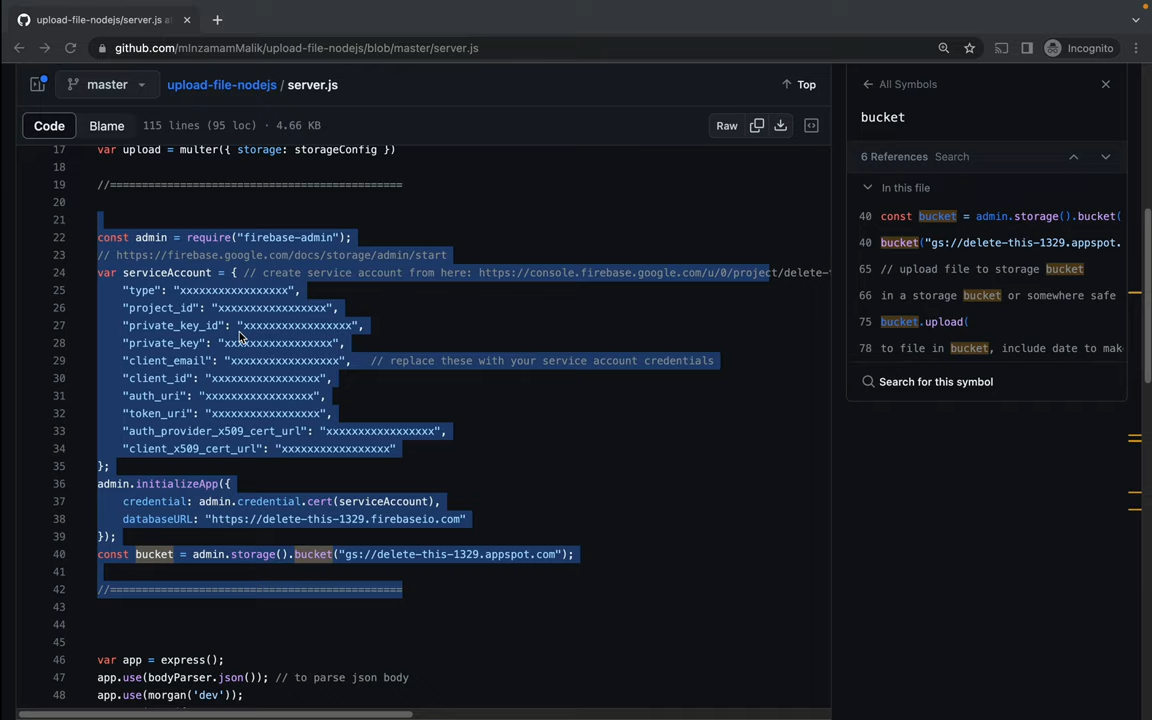 upload-file-nodejs/server.js a
github.com/mInzamamMalik/upload-file-nodejs/blob/master/server.js
Incognito
master
upload-file-nodejs / server.js
Top
Code
Blame
115 lines (95 loc) · 4.66 KB
Raw
17 var upload = multer({ storage: storageConfig })
18
19 //==============================================
20
21
22 const admin = require("firebase-admin");
23 // https://firebase.google.com/docs/storage/admin/start
24 var serviceAccount = { // create service account from here: https://console.firebase.google.com/u/0/project/delete-t
25 "type": "xxxxxxxxxxxxxxxxx",
26 "project_id": "xxxxxxxxxxxxxxxxx",
27 "private_key_id": "xxxxxxxxxxxxxxxxx",
28 "private_key": "xxxxxxxxxxxxxxxxx",
29 "client_email": "xxxxxxxxxxxxxxxxx", // replace these with your service account credentials
30 "client_id": "xxxxxxxxxxxxxxxxx",
31 "auth_uri": "xxxxxxxxxxxxxxxxx",
32 "token_uri": "xxxxxxxxxxxxxxxxx",
33 "auth_provider_x509_cert_url": "xxxxxxxxxxxxxxxxx",
34 "client_x509_cert_url": "xxxxxxxxxxxxxxxxx"
35 };
36 admin.initializeApp({
37 credential: admin.credential.cert(serviceAccount),
38 databaseURL: "https://delete-this-1329.firebaseio.com"
39 });
40 const bucket = admin.storage().bucket("gs://delete-this-1329.appspot.com");
41
42 //==============================================
43
44
45
46 var app = express();
47 app.use(bodyParser.json()); // to parse json body
48 app.use(morgan('dev'));
All Symbols
bucket
6 References Search
In this file
40 const bucket = admin.storage().bucket(
40 bucket("gs://delete-this-1329.appspot.
65 // upload file to storage bucket
66 in a storage bucket or somewhere safe
75 bucket.upload(
78 to file in bucket, include date to mak
Search for this symbol